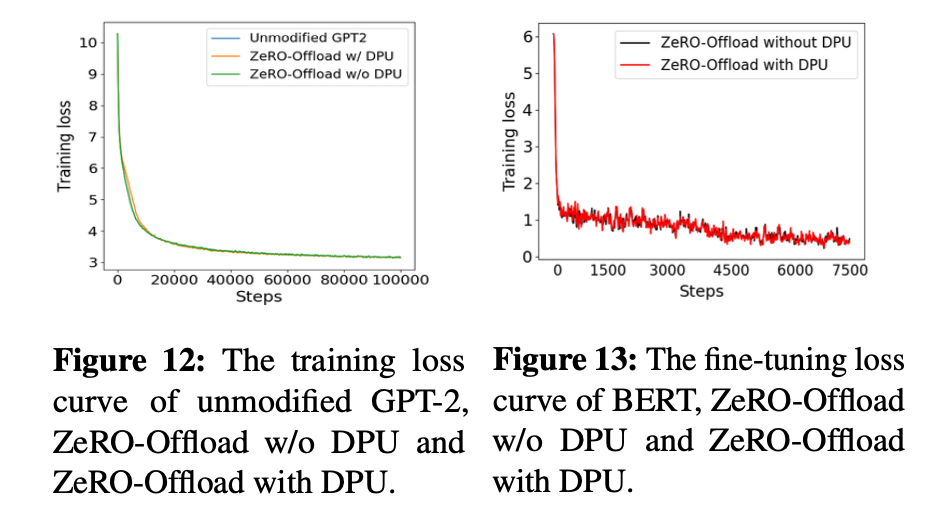 Training loss
10
9
8
7
6
5
4
3
Unmodified GPT2
ZeRO-Offload w/ DPU
ZeRO-Offload w/o DPU
0 20000 40000 60000 80000 100000
Steps
Training loss
6
5
4
3
2
1
0
ZeRO-Offload without DPU
ZeRO-Offload with DPU
0 1500 3000 4500 6000 7500
Steps
Figure 12: The training loss
curve of unmodified GPT-2,
ZeRO-Offload w/o DPU and
ZeRO-Offload with DPU.
Figure 13: The fine-tuning loss
curve of BERT, ZeRO-Offload
w/o DPU and ZeRO-Offload
with DPU.